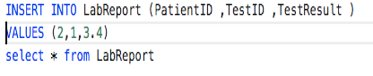 INSERT INTO LabReport (PatientID ,TestID ,TestResult )
VALUES (2,1,3.4)
select * from LabReport